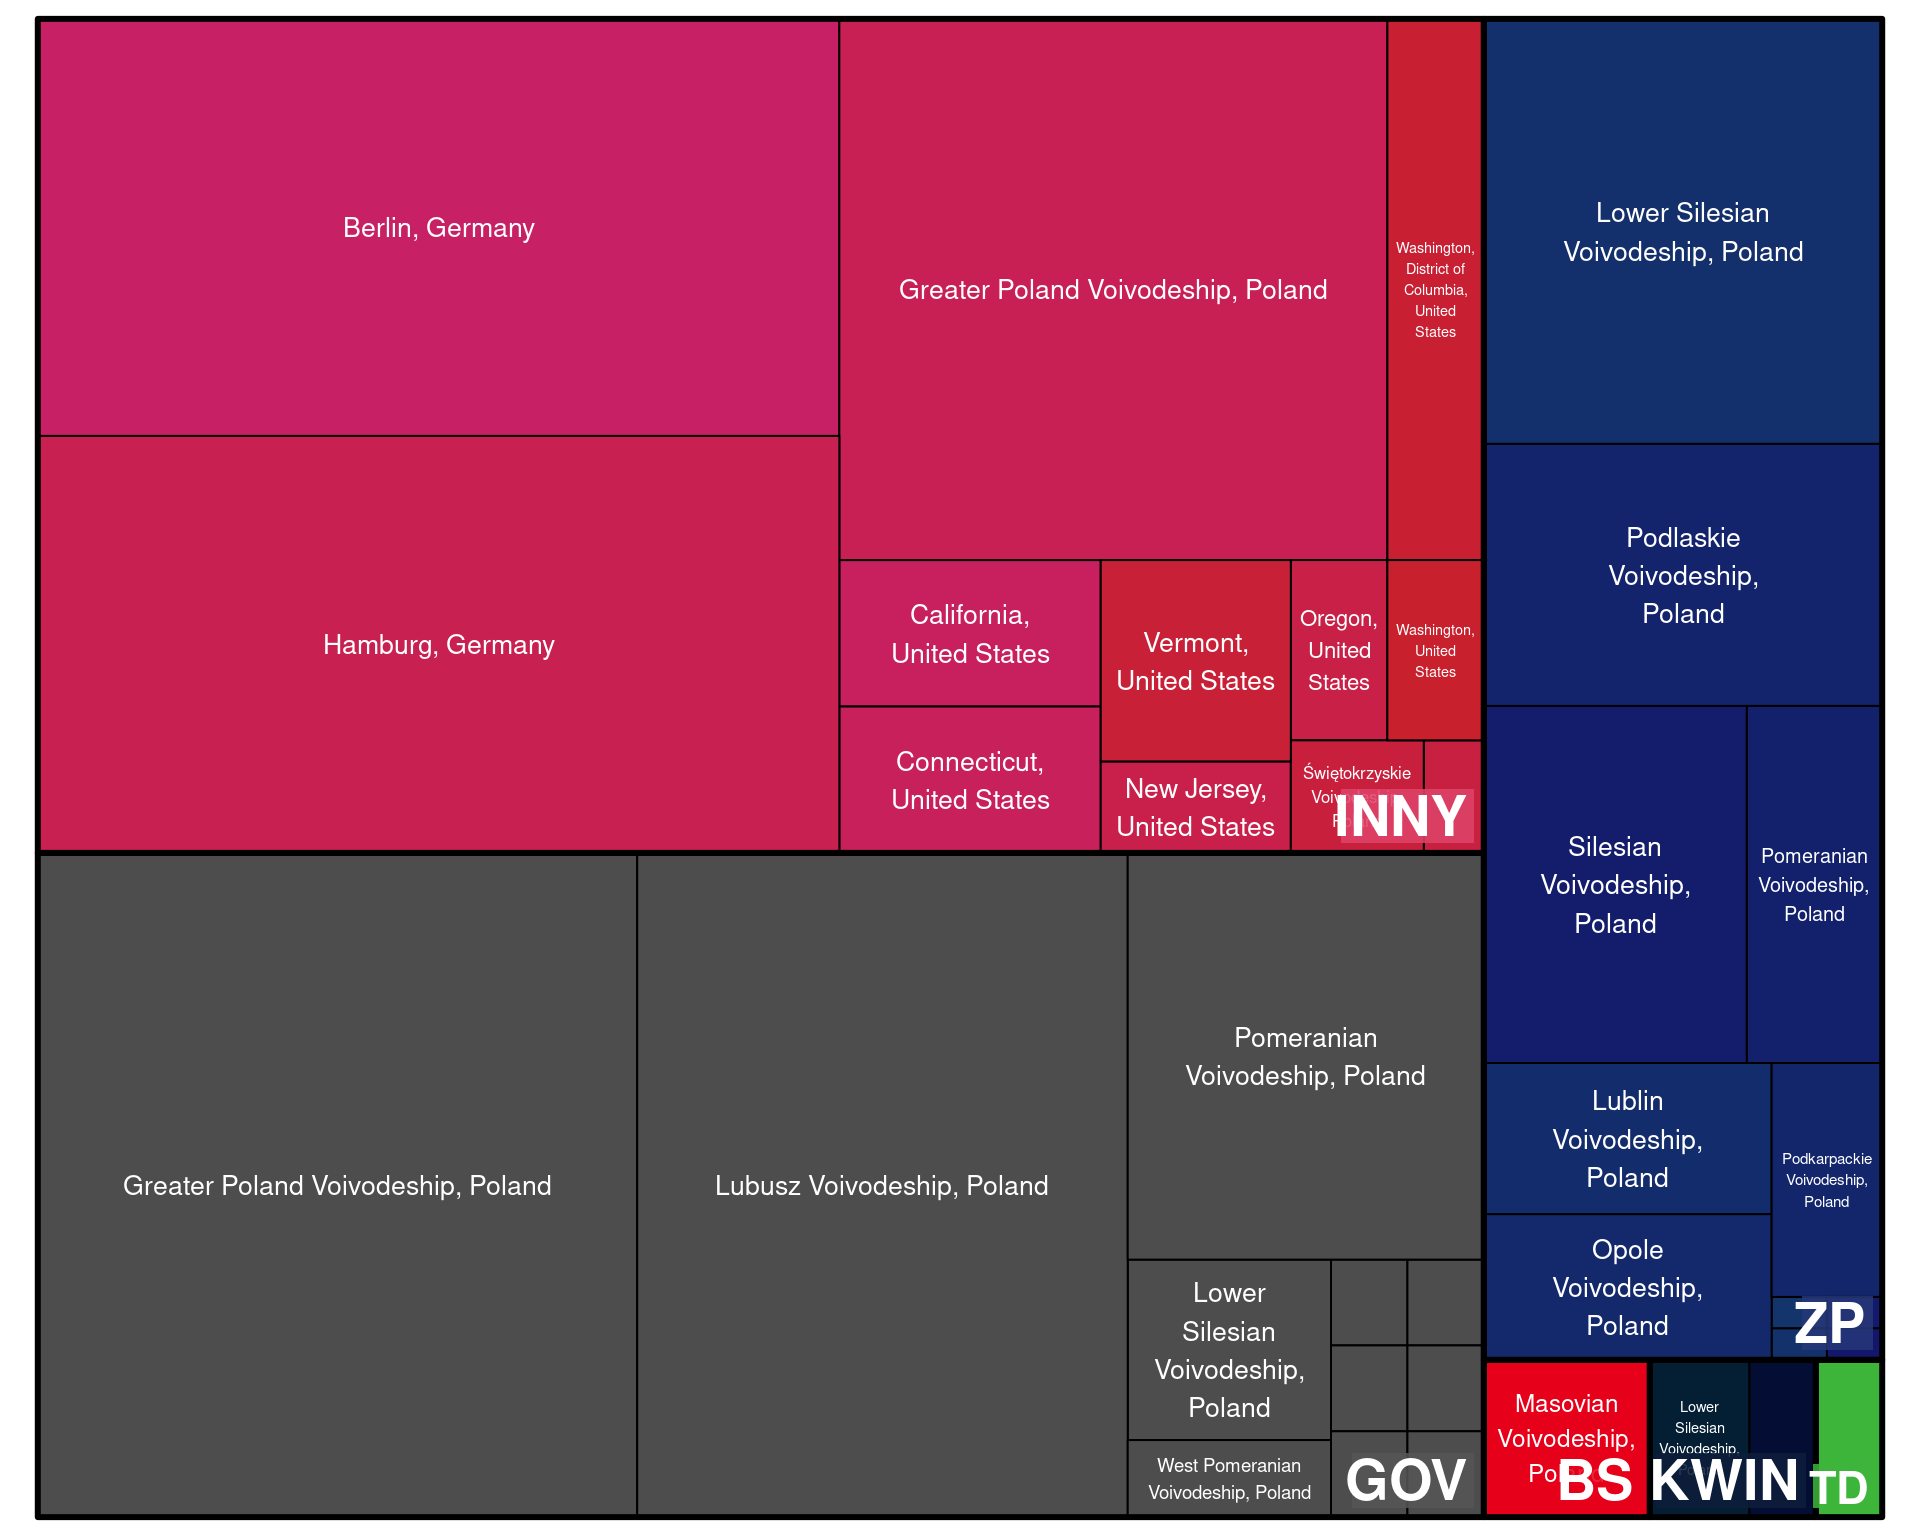 Berlin, Germany
Hamburg, Germany
Greater Poland Voivodeship, Poland
Washington,
District of
Columbia,
United
States
California,
United States
Connecticut,
United States
Vermont,
United States
New Jersey,
United States
Oregon,
United
States
Washington,
United
States
Świętokrzyskie
INNY
Greater Poland Voivodeship, Poland
Lubusz Voivodeship, Poland
Pomeranian
Voivodeship, Poland
Lower
Silesian
Voivodeship,
Poland
West Pomeranian
Voivodeship, Poland
GOV
Lower Silesian
Voivodeship, Poland
Podlaskie
Voivodeship,
Poland
Silesian
Voivodeship,
Poland
Pomeranian
Voivodeship,
Poland
Lublin
Voivodeship,
Poland
Opole
Voivodeship,
Poland
Podkarpackie
Voivodeship,
Poland
ZP
Masovian
Voivodeship,
BS
Lower
Silesian
Voivodeship,
KWIN
TD